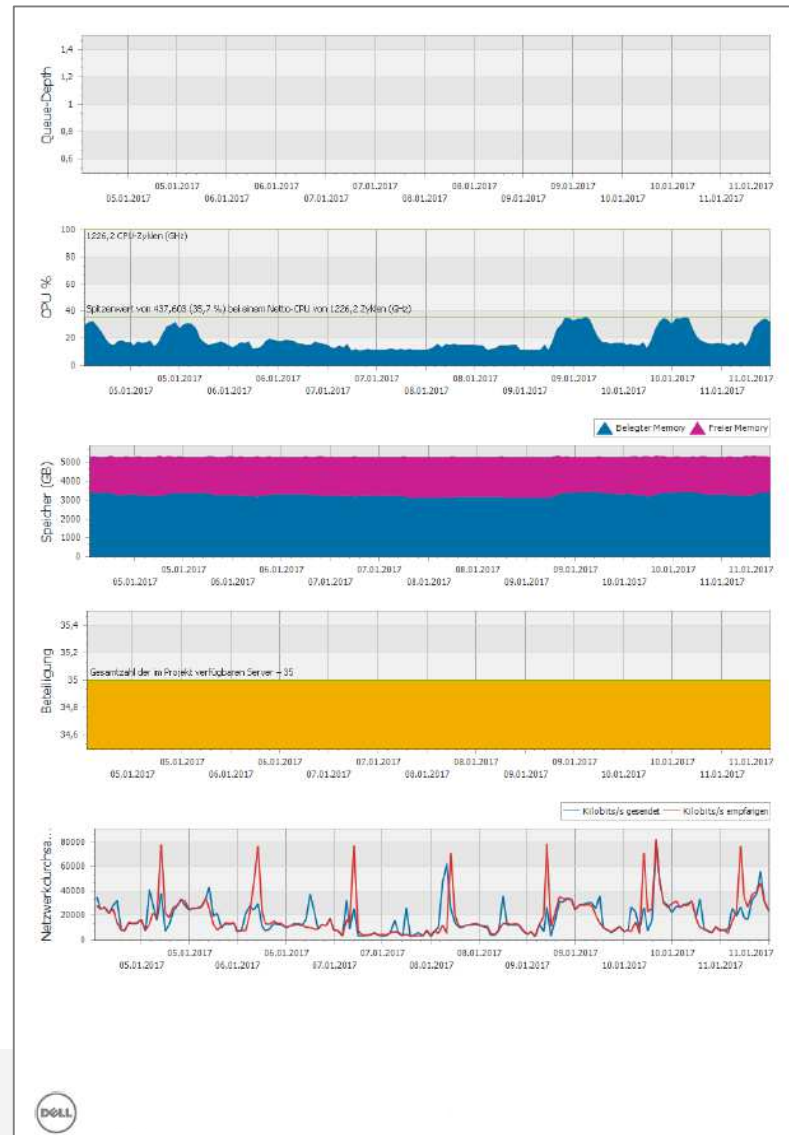 Queue-Depth
1,4
1,2
1
0,8
0,6
05.01.2017 06.01.2017 07.01.2017 07.01.2017 08.01.2017 09.01.2017 10.01.2017 11.01.2017
05.01.2017 05.01.2017 06.01.2017 07.01.2017 08.01.2017 09.01.2017 10.01.2017 11.01.2017
CPU %
100
80
60
40
20
0
1226,2 CPU-Zyklen (GHz)
Spitzenwert von 437,603 (35,7 %) bei einem Netto-CPU von 1226,2 Zyklen (GHz)
05.01.2017 06.01.2017 07.01.2017 08.01.2017 09.01.2017 10.01.2017 11.01.2017
05.01.2017 05.01.2017 06.01.2017 07.01.2017 08.01.2017 09.01.2017 10.01.2017 11.01.2017
Belegter Memory Freier Memory
Speicher (GB)
5000
4000
3000
2000
1000
0
05.01.2017 06.01.2017 07.01.2017 08.01.2017 09.01.2017 10.01.2017 11.01.2017
05.01.2017 05.01.2017 06.01.2017 07.01.2017 08.01.2017 09.01.2017 10.01.2017 11.01.2017
Beteiligung
35,4
35,2
35
34,8
34,6
Gesamtzahl der im Projekt verfügbaren Server = 35
05.01.2017 06.01.2017 07.01.2017 08.01.2017 09.01.2017 10.01.2017 11.01.2017
05.01.2017 06.01.2017 07.01.2017 08.01.2017 09.01.2017 10.01.2017 11.01.2017
Kilobits/s gesendet Kilobits/s empfangen
Netzwerkdurchsa...
80000
60000
40000
20000
0
05.01.2017 06.01.2017 07.01.2017 08.01.2017 09.01.2017 10.01.2017 11.01.2017
05.01.2017 06.01.2017 07.01.2017 08.01.2017 09.01.2017 10.01.2017 11.01.2017
DELL